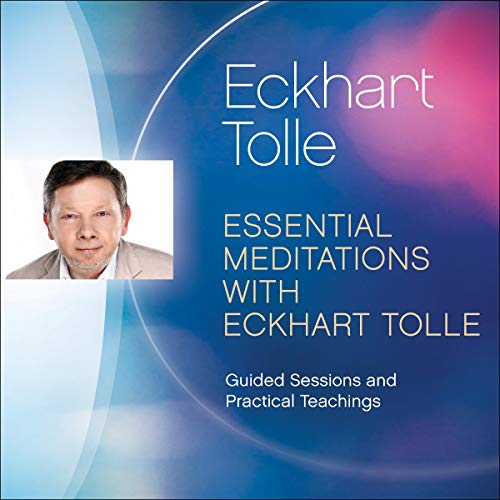 Eckhart
Tolle
ESSENTIAL
MEDITATIONS
WITH
ECKHART TOLLE
Guided Sessions and
Practical Teachings